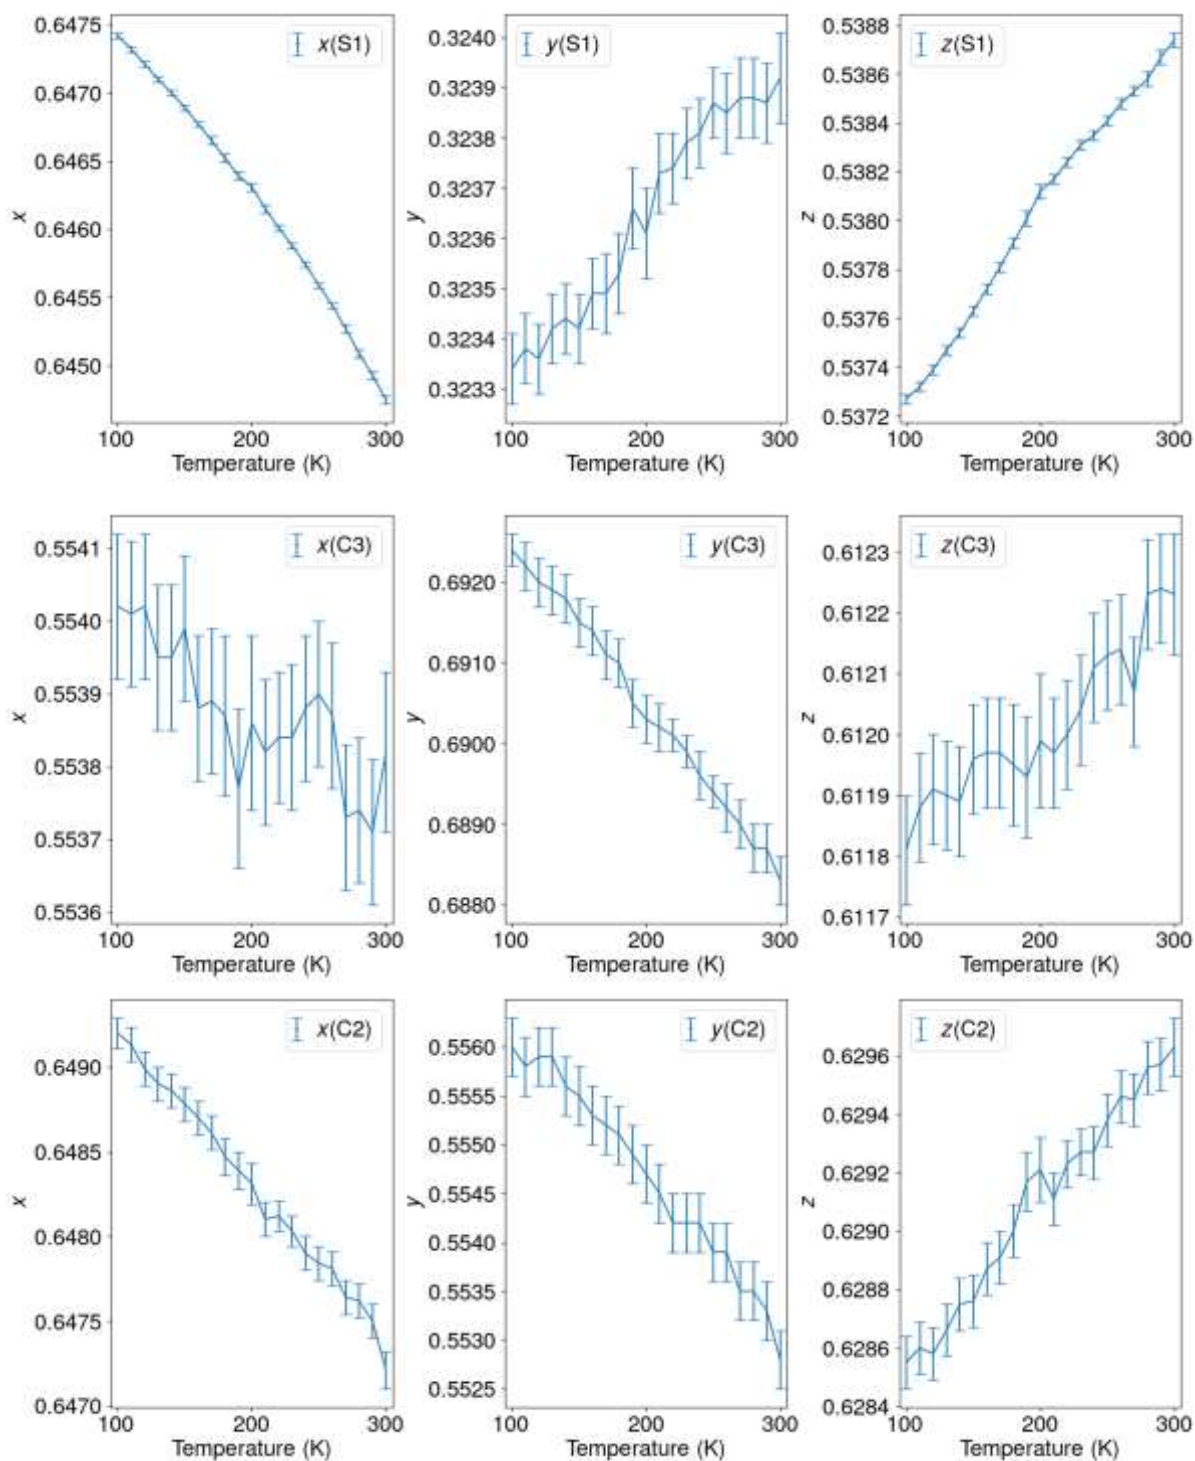 x(S1)
0.6475
0.6470
0.6465
0.6460
0.6455
0.6450
x
100 200 300
Temperature (K)
y(S1)
0.3240
0.3239
0.3238
0.3237
0.3236
0.3235
0.3234
0.3233
y
100 200 300
Temperature (K)
z(S1)
0.5388
0.5386
0.5384
0.5382
0.5380
0.5378
0.5376
0.5374
0.5372
z
100 200 300
Temperature (K)
x(C3)
0.5541
0.5540
0.5539
0.5538
0.5537
0.5536
x
100 200 300
Temperature (K)
y(C3)
0.6920
0.6910
0.6900
0.6890
0.6880
y
100 200 300
Temperature (K)
z(C3)
0.6123
0.6122
0.6121
0.6120
0.6119
0.6118
0.6117
z
100 200 300
Temperature (K)
x(C2)
0.6490
0.6485
0.6480
0.6475
0.6470
x
100 200 300
Temperature (K)
y(C2)
0.5560
0.5555
0.5550
0.5545
0.5540
0.5535
0.5530
0.5525
y
100 200 300
Temperature (K)
z(C2)
0.6296
0.6294
0.6292
0.6290
0.6288
0.6286
0.6284
z
100 200 300
Temperature (K)